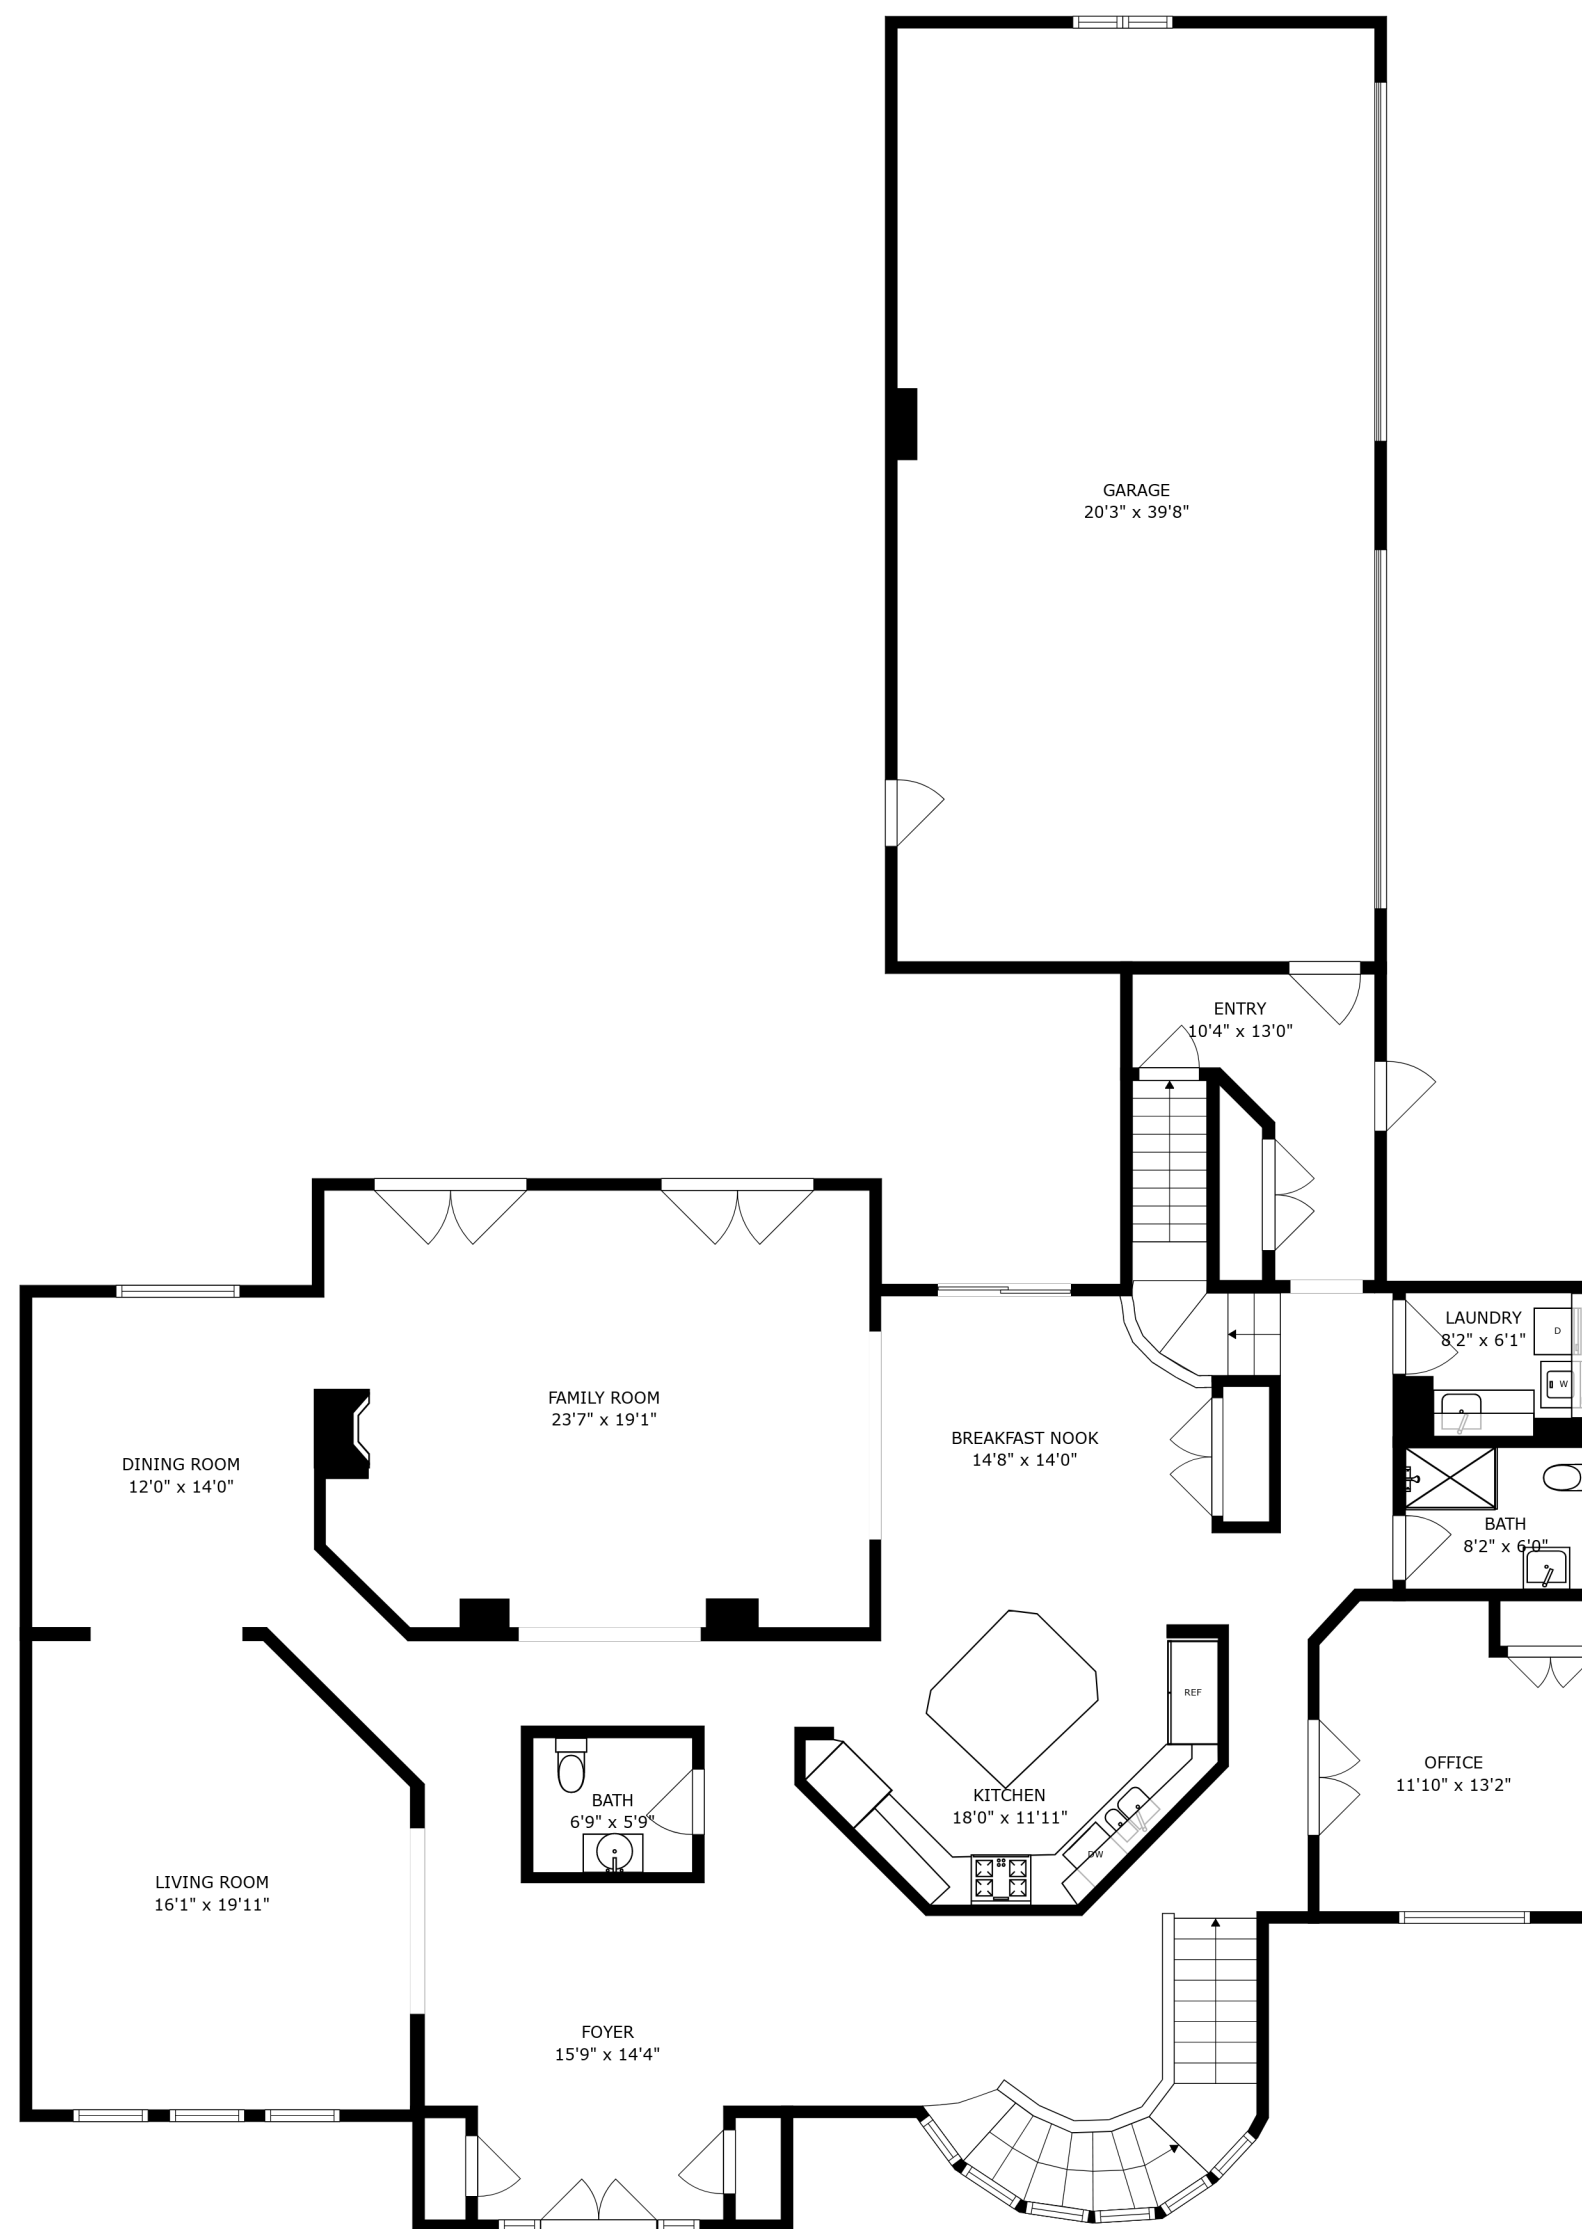 GARAGE
20'3" x 39'8"
ENTRY
10'4" x 13'0"
LAUNDRY
8'2" x 6'1"
D
W
FAMILY ROOM
23'7" x 19'1"
BREAKFAST NOOK
14'8" x 14'0"
DINING ROOM
12'0" x 14'0"
BATH
8'2" x 6'0"
REF
OFFICE
11'10" x 13'2"
KITCHEN
18'0" x 11'11"
BATH
6'9" x 5'9"
DW
LIVING ROOM
16'1" x 19'11"
FOYER
15'9" x 14'4"